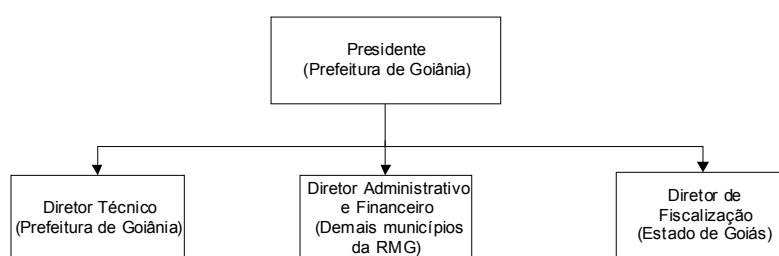 Presidente
(Prefeitura de Goiânia)
Diretor Técnico
(Prefeitura de Goiânia)
Diretor Administrativo
e Financeiro
(Demais municípios
da RMG)
Diretor de
Fiscalização
(Estado de Goiás)